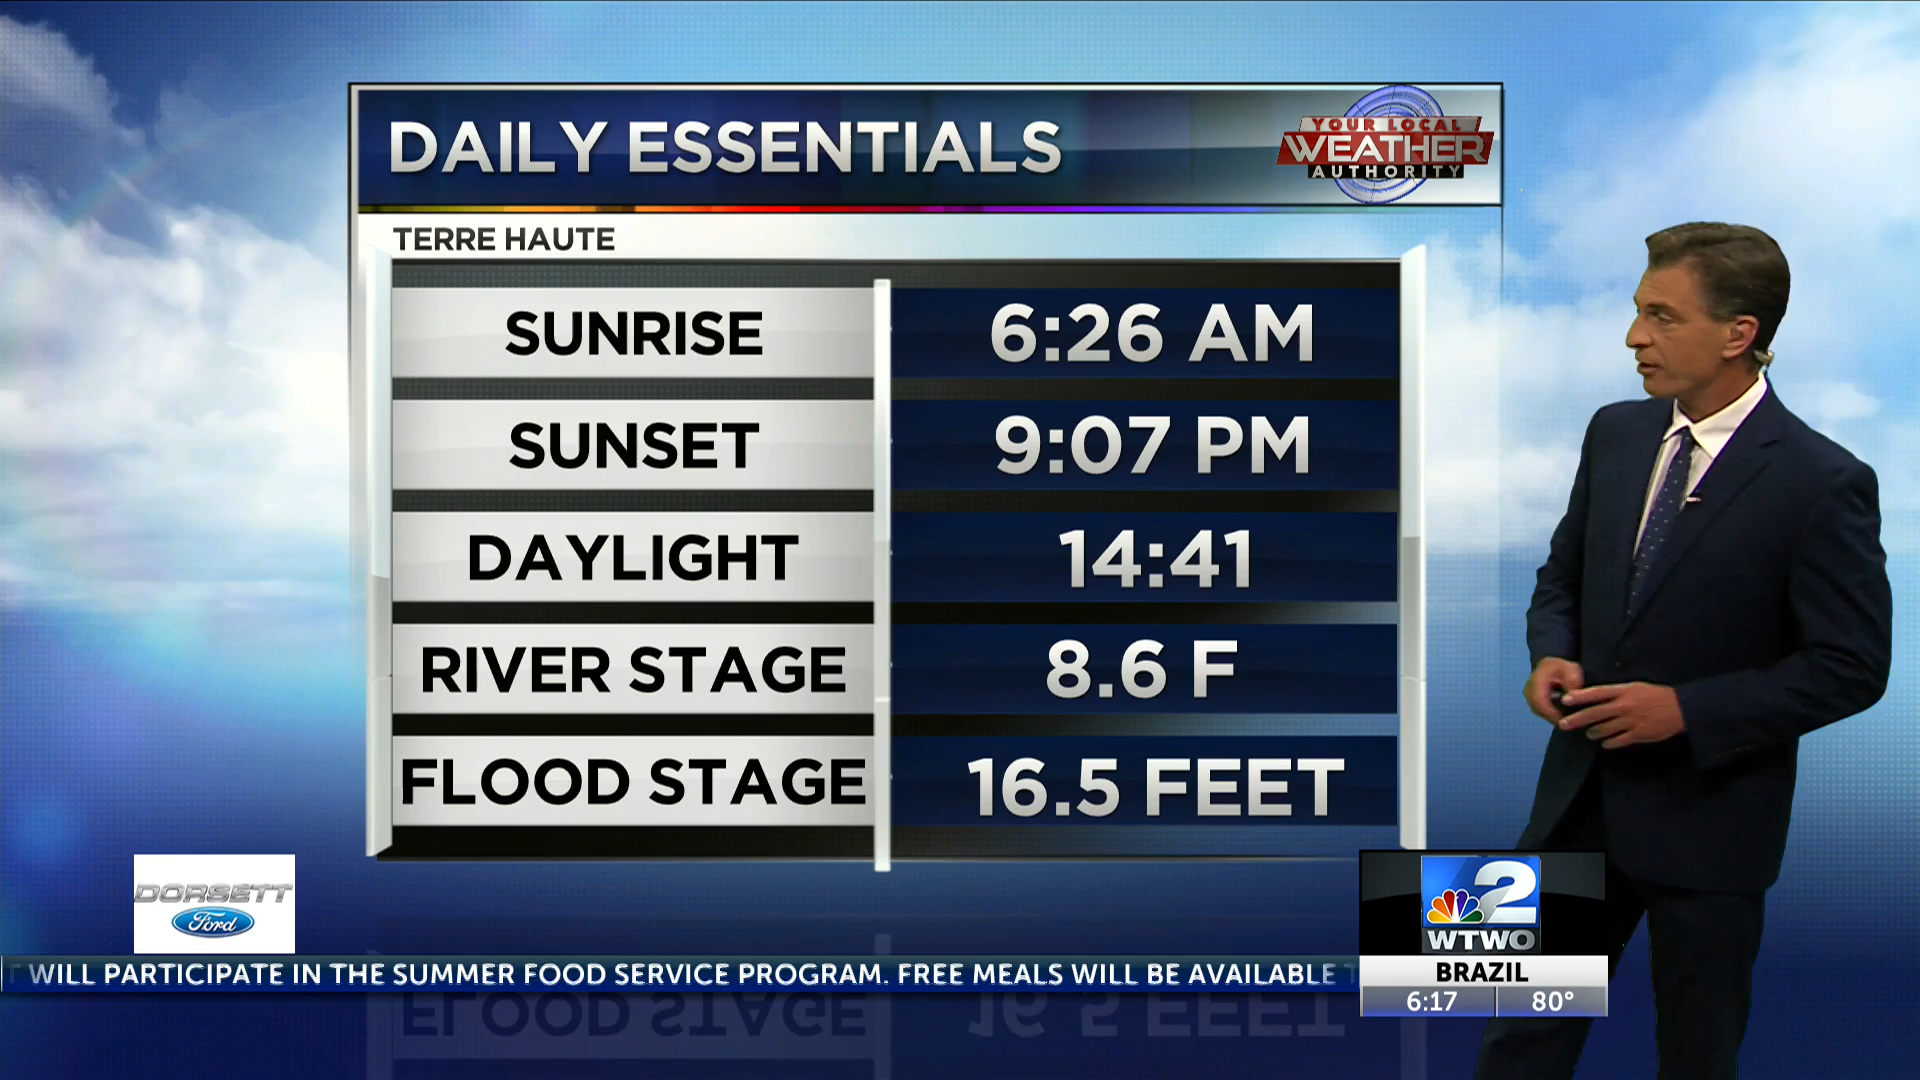 DAILY ESSENTIALS
YOUR LOCAL
WEATHER
AUTHORITY
TERRE HAUTE
SUNRISE 6:26 AM
SUNSET 9:07 PM
DAYLIGHT 14:41
RIVER STAGE 8.6 F
FLOOD STAGE 16.5 FEET
DORSETT
Ford
2
WTWO
WILL PARTICIPATE IN THE SUMMER FOOD SERVICE PROGRAM. FREE MEALS WILL BE AVAILABLE
BRAZIL
6:17 80°